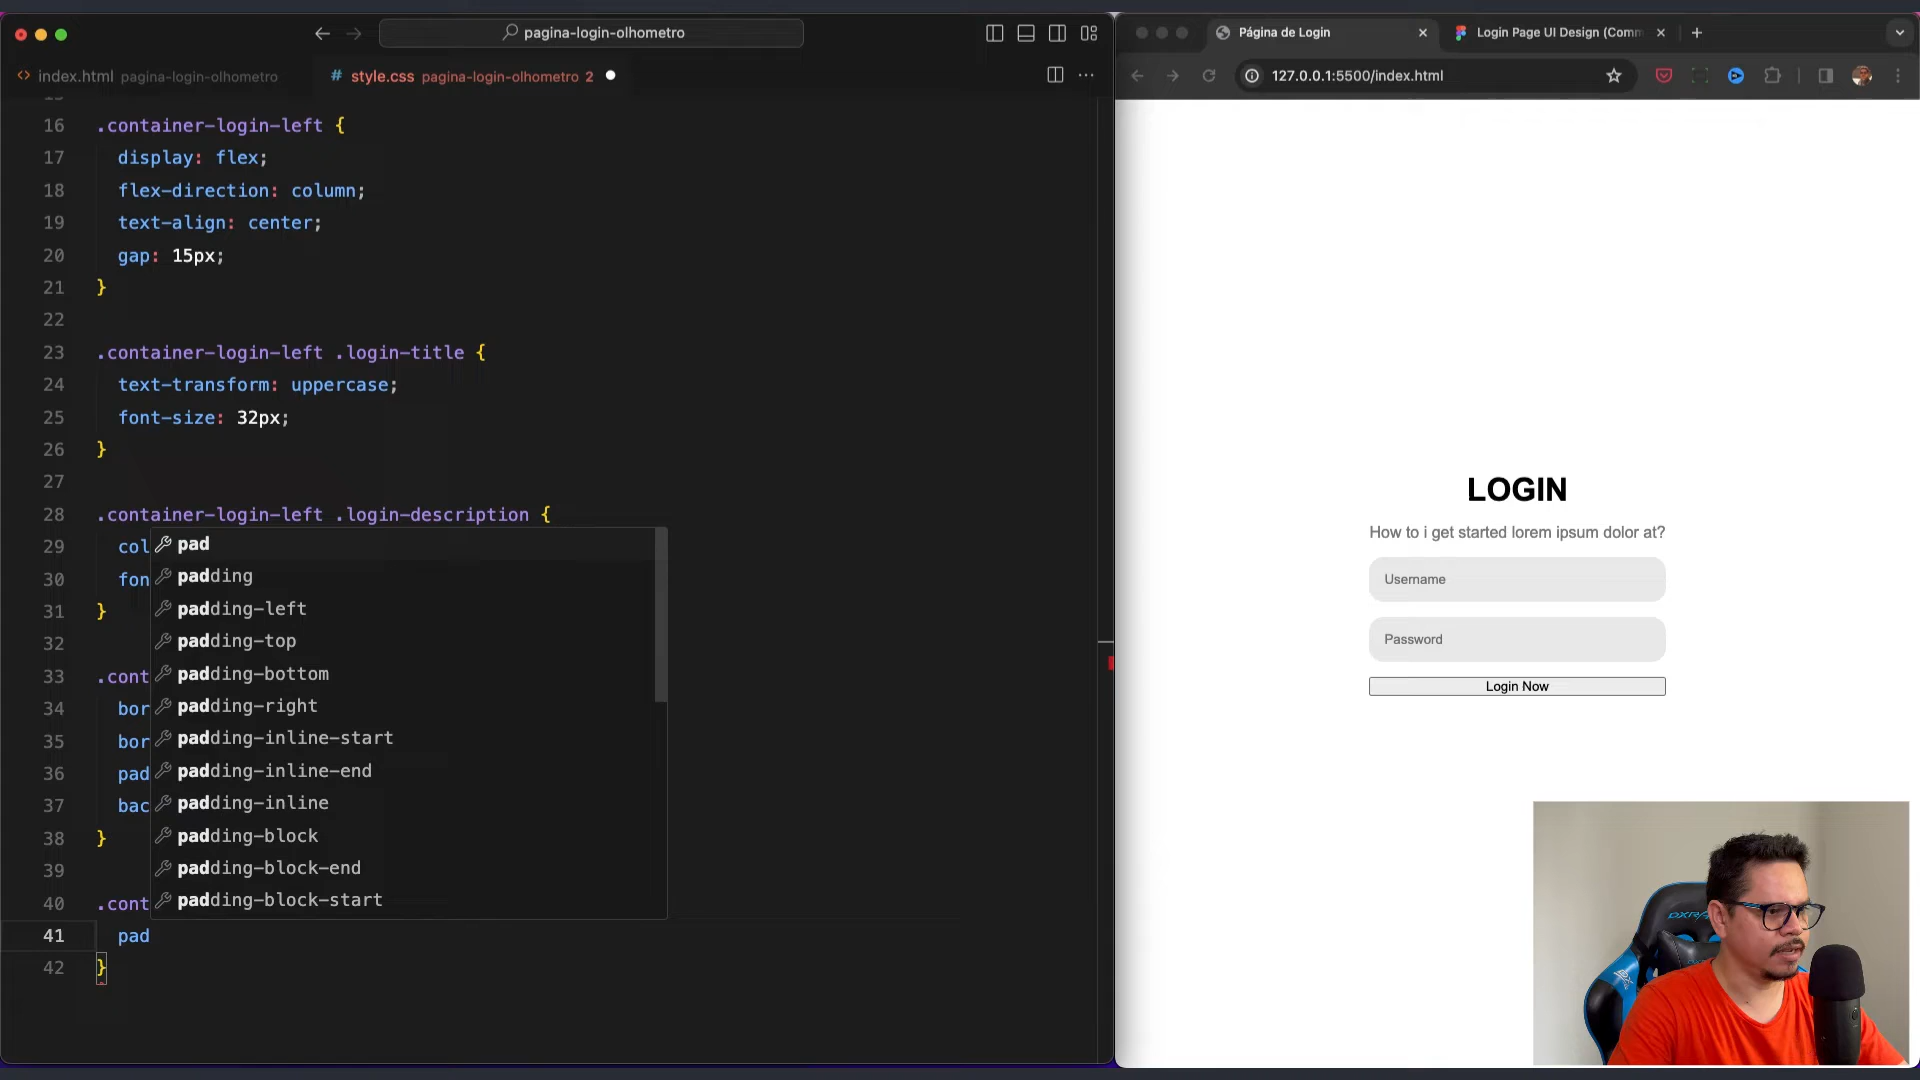 pagina-login-olhometro
index.html pagina-login-olhometro
# style.css pagina-login-olhometro 2
16 .container-login-left {
17 display: flex;
18 flex-direction: column;
19 text-align: center;
20 gap: 15px;
21 }
22
23 .container-login-left .login-title {
24 text-transform: uppercase;
25 font-size: 32px;
26 }
27
28 .container-login-left .login-description {
29 col
30 fon
31 }
32
33 .cont
34 bor
35 bor
36 pad
37 bac
38 }
39
40 .cont
41 pad
42 }
pad
padding
padding-left
padding-top
padding-bottom
padding-right
padding-inline-start
padding-inline-end
padding-inline
padding-block
padding-block-end
padding-block-start
Página de Login
Login Page UI Design (Comm
127.0.0.1:5500/index.html
LOGIN
How to i get started lorem ipsum dolor at?
Username
Password
Login Now